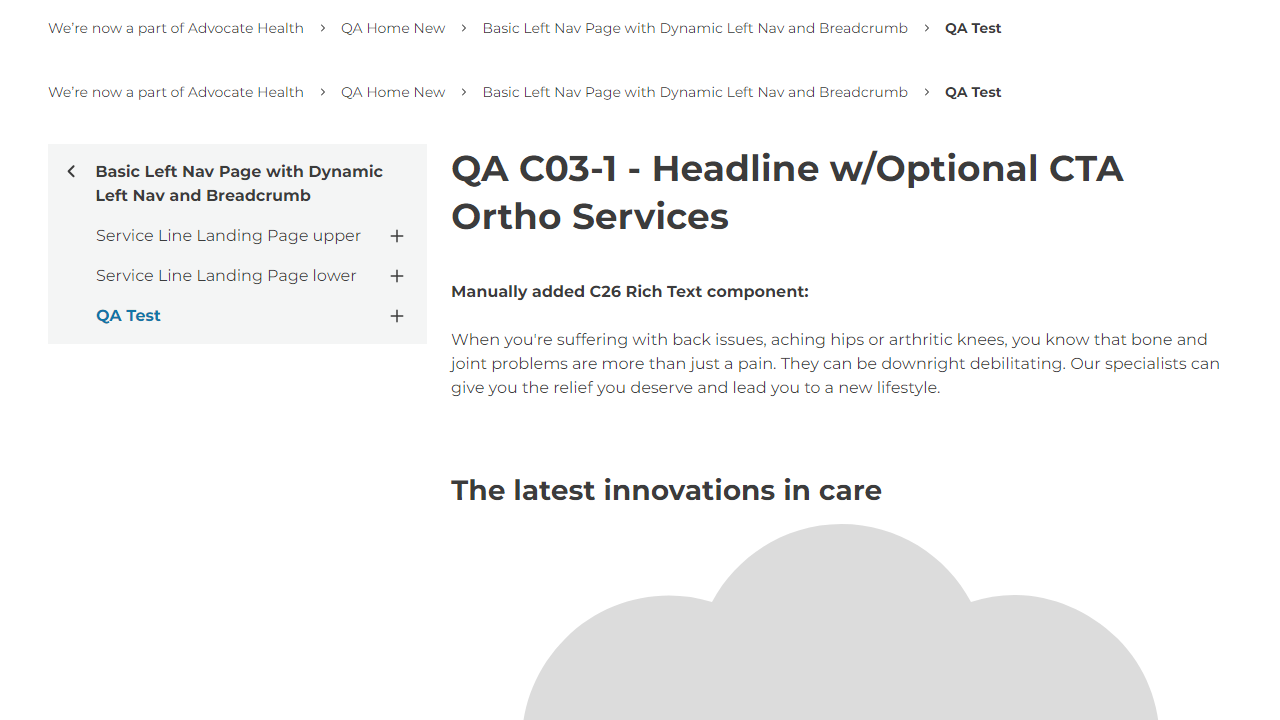 We’re now a part of Advocate Health > QA Home New > Basic Left Nav Page with Dynamic Left Nav and Breadcrumb > QA Test
We’re now a part of Advocate Health > QA Home New > Basic Left Nav Page with Dynamic Left Nav and Breadcrumb > QA Test
Basic Left Nav Page with Dynamic
Left Nav and Breadcrumb
Service Line Landing Page upper
Service Line Landing Page lower
QA Test
QA C03-1 - Headline w/Optional CTA
Ortho Services
Manually added C26 Rich Text component:
When you're suffering with back issues, aching hips or arthritic knees, you know that bone and
joint problems are more than just a pain. They can be downright debilitating. Our specialists can
give you the relief you deserve and lead you to a new lifestyle.
The latest innovations in care